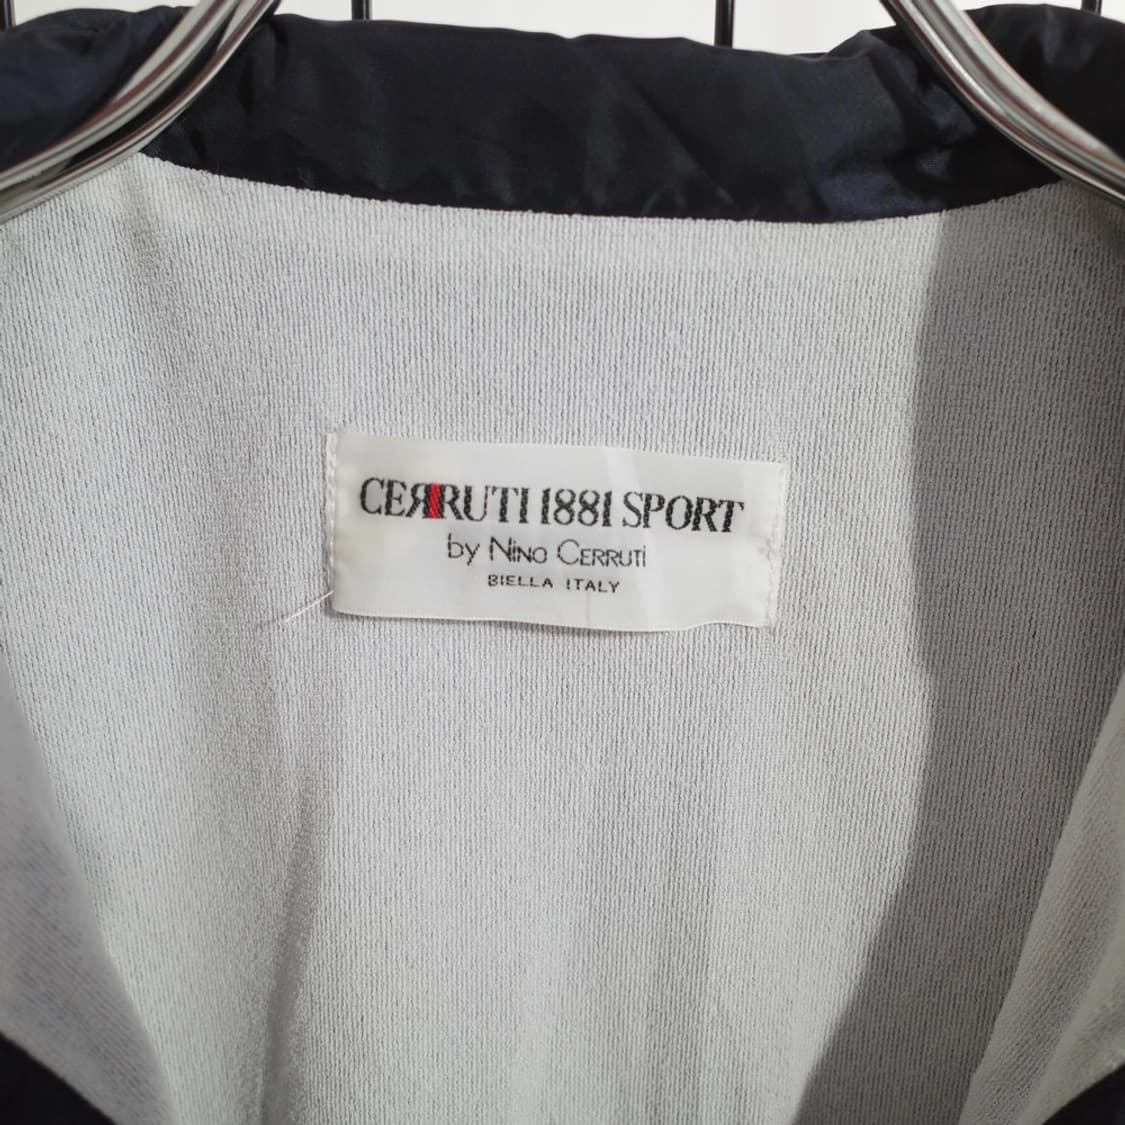 CERRUTI 1881 SPORT
by NINO CERRUTI
BIELLA ITALY